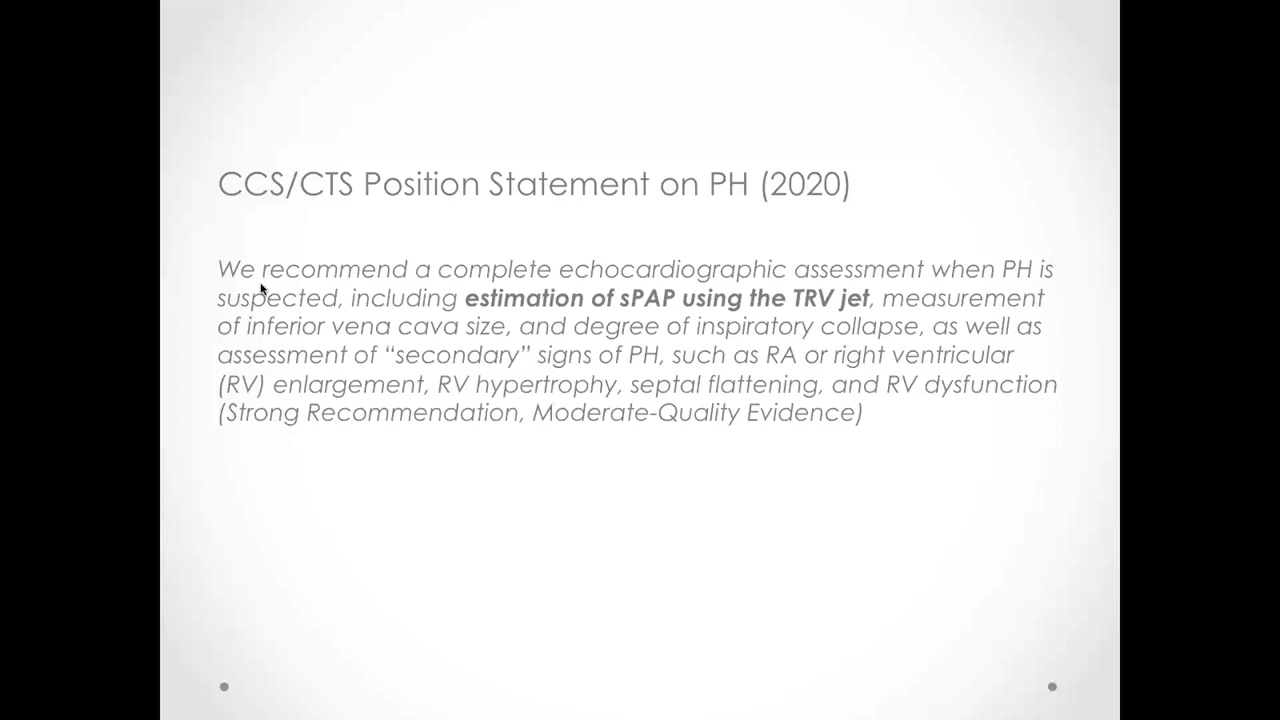 CCS/CTS Position Statement on PH (2020)
We recommend a complete echocardiographic assessment when PH is
suspected, including estimation of sPAP using the TRV jet, measurement
of inferior vena cava size, and degree of inspiratory collapse, as well as
assessment of “secondary” signs of PH, such as RA or right ventricular
(RV) enlargement, RV hypertrophy, septal flattening, and RV dysfunction
(Strong Recommendation, Moderate-Quality Evidence)